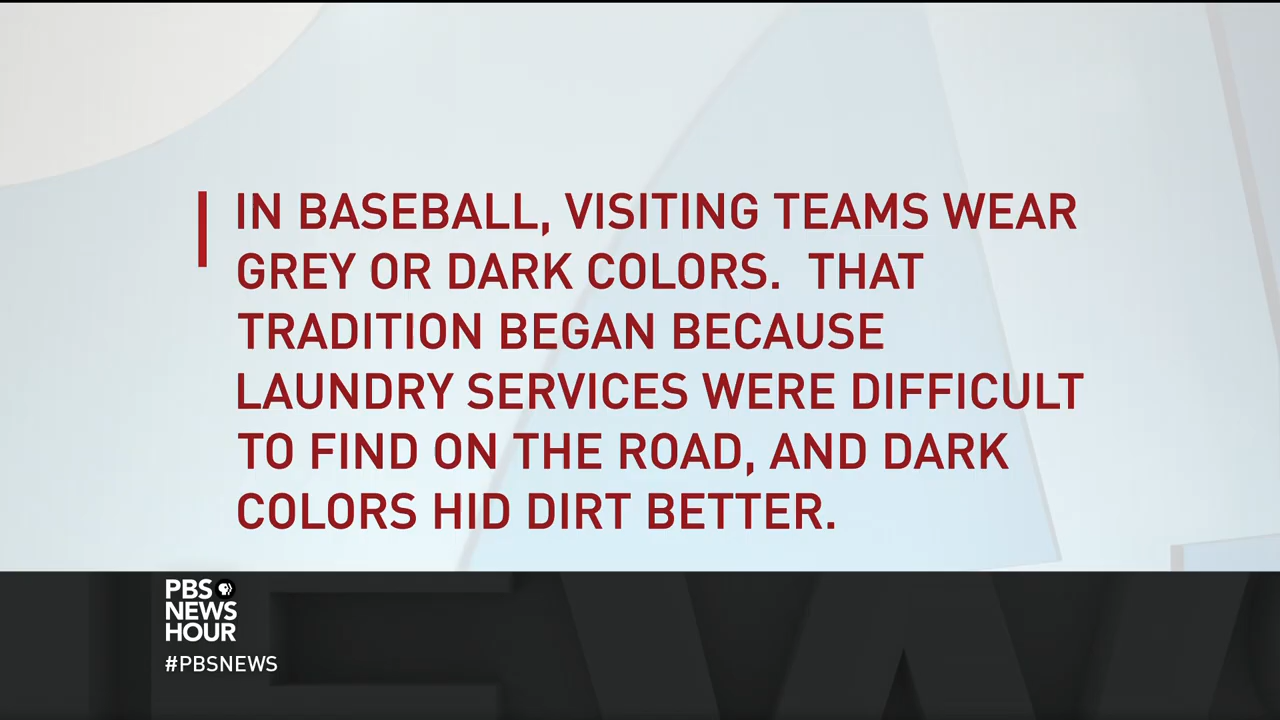 IN BASEBALL, VISITING TEAMS WEAR
GREY OR DARK COLORS. THAT
TRADITION BEGAN BECAUSE
LAUNDRY SERVICES WERE DIFFICULT
TO FIND ON THE ROAD, AND DARK
COLORS HID DIRT BETTER.
PBS
NEWS
HOUR
#PBSNEWS